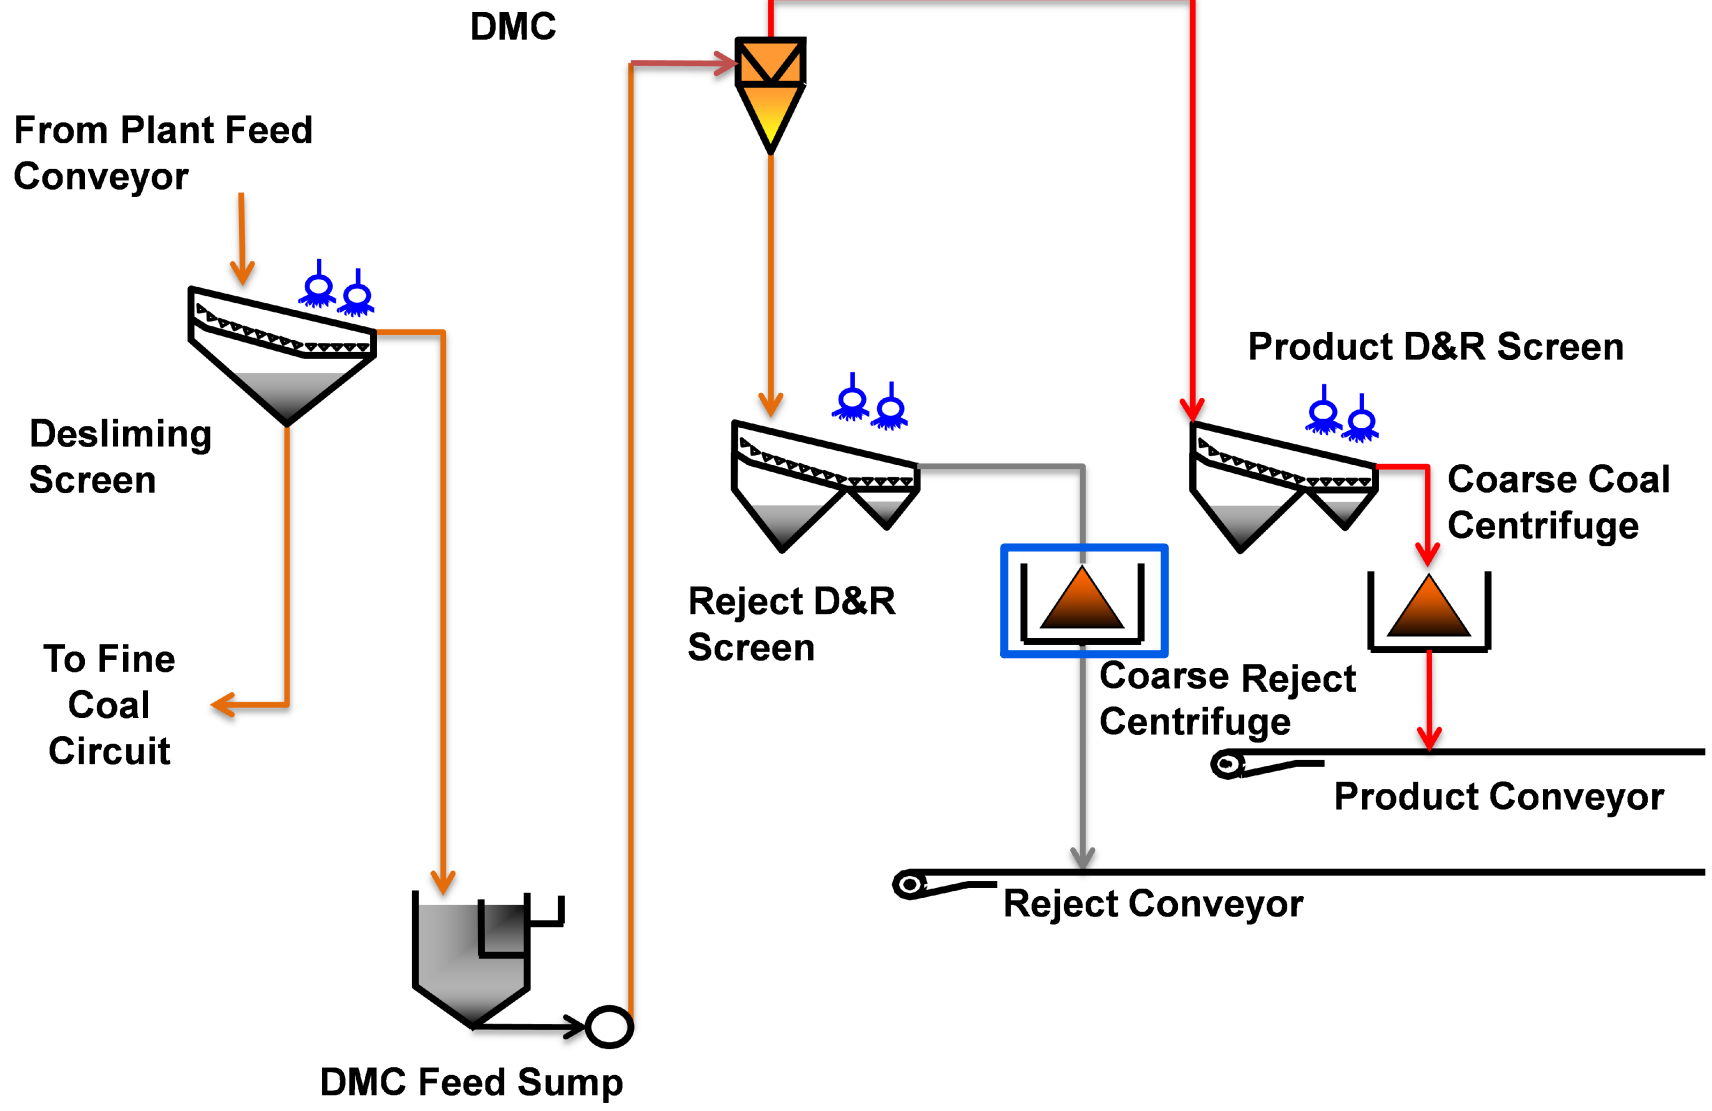 DMC
From Plant Feed
Conveyor
Product D&R Screen
Desliming
Screen
Coarse Coal
Centrifuge
Reject D&R
Screen
To Fine
Coal
Circuit
Coarse Reject
Centrifuge
Product Conveyor
Reject Conveyor
DMC Feed Sump